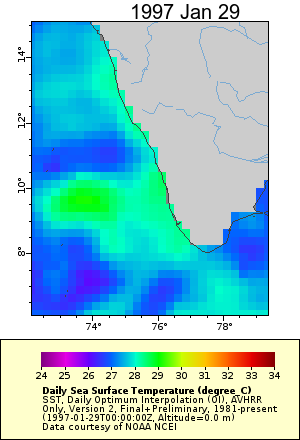 1997 Jan 29
14°
12°
10°
8°
74°
76°
78°
24 25 26 27 28 29 30 31 32 33 34
Daily Sea Surface Temperature (degree_C)
SST, Daily Optimum Interpolation (OI), AVHRR
Only, Version 2, Final+Preliminary, 1981-present
(1997-01-29T00:00:00Z, Altitude=0.0 m)
Data courtesy of NOAA NCEI